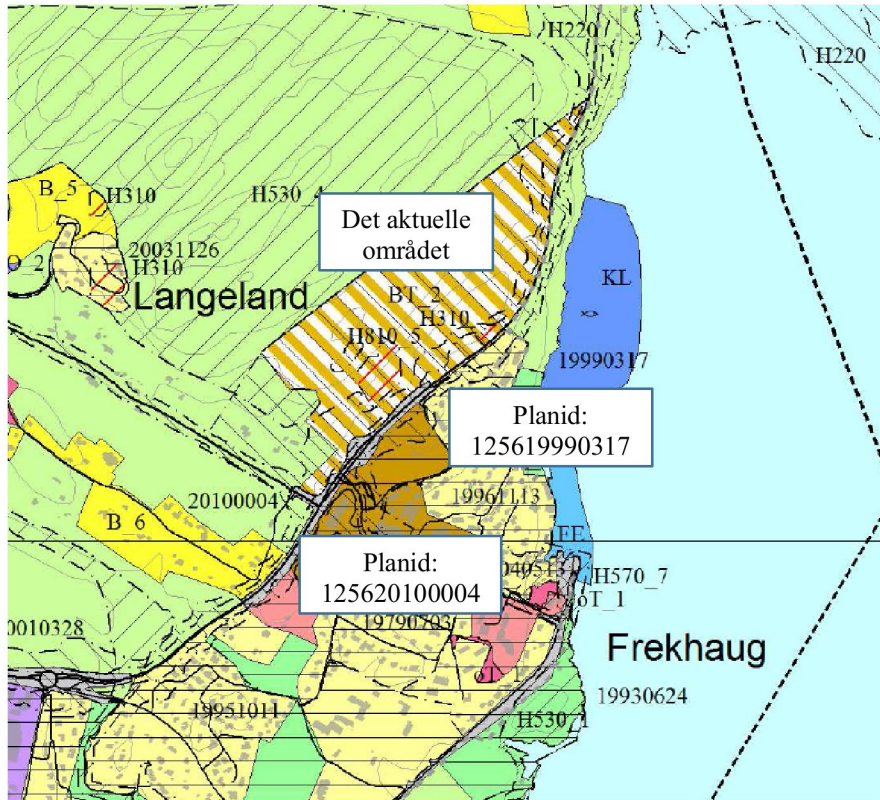 H220
H220
B_5
H310
H530_4
Det aktuelle
området
20031126
_2
H310
KL
Langeland
BT_2
H310
H810_5
19990317
Planid:
125619990317
20100004
19961113
B_6
FE
Planid:
125620100004
H570_7
19790703
0010328
Frekhaug
19930624
19951011
H530_1